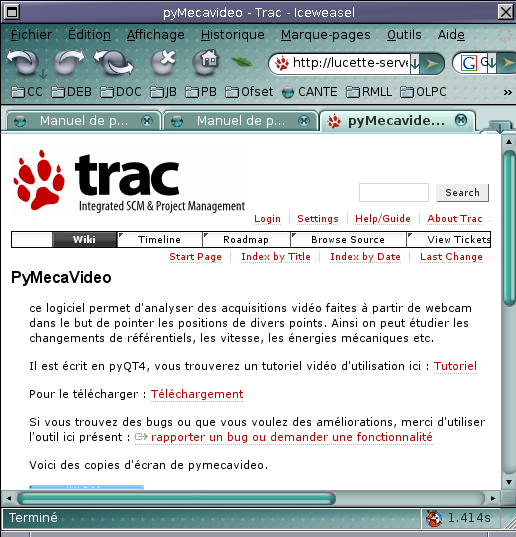 pyMecavideo - Trac - Iceweasel
Fichier Édition Affichage Historique Marque-pages Outils Aide
http://lucette-serve G
CC DEB DOC JB PB Ofset CANTE RMLL OLPC »
Manuel de p... Manuel de p... pyMecavide...
trac
Integrated SCM & Project Management
Search
Login Settings Help/Guide About Trac
Wiki Timeline Roadmap Browse Source View Tickets
Start Page Index by Title Index by Date Last Change
PyMecaVideo
ce logiciel permet d'analyser des acquisitions vidéo faites à partir de webcam
dans le but de pointer les positions de divers points. Ainsi on peut étudier les
changements de référentiels, les vitesse, les énergies mécaniques etc.
Il est écrit en pyQT4, vous trouverez un tutoriel vidéo d'utilisation ici : Tutoriel
Pour le télécharger : Téléchargement
Si vous trouvez des bugs ou que vous voulez des améliorations, merci d'utiliser
l'outil ici présent : rapporter un bug ou demander une fonctionnalité
Voici des copies d'écran de pymecavideo.
Terminé 1.414s